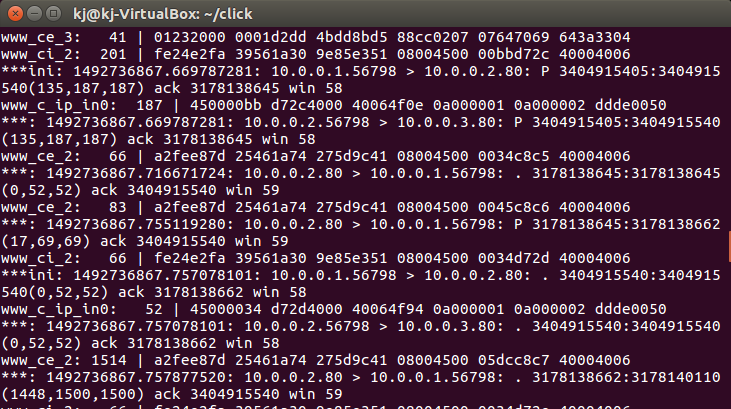 kj@kj-VirtualBox: ~/click
www_ce_3:   41 | 01232000 0001d2dd 4bdd8bd5 88cc0207 07647069 643a3304
www_ci_2:  201 | fe24e2fa 39561a30 9e85e351 08004500 00bbd72c 40004006
***ini: 1492736867.669787281: 10.0.0.1.56798 > 10.0.0.2.80: P 3404915405:3404915
540(135,187,187) ack 3178138645 win 58
www_c_ip_in0:  187 | 450000bb d72c4000 40064f0e 0a000001 0a000002 ddde0050
***: 1492736867.669787281: 10.0.0.2.56798 > 10.0.0.3.80: P 3404915405:3404915540
(135,187,187) ack 3178138645 win 58
www_ce_2:   66 | a2fee87d 25461a74 275d9c41 08004500 0034c8c5 40004006
***: 1492736867.716671724: 10.0.0.2.80 > 10.0.0.1.56798: . 3178138645:3178138645
(0,52,52) ack 3404915540 win 59
www_ce_2:   83 | a2fee87d 25461a74 275d9c41 08004500 0045c8c6 40004006
***: 1492736867.755119280: 10.0.0.2.80 > 10.0.0.1.56798: P 3178138645:3178138662
(17,69,69) ack 3404915540 win 59
www_ci_2:   66 | fe24e2fa 39561a30 9e85e351 08004500 0034d72d 40004006
***ini: 1492736867.757078101: 10.0.0.1.56798 > 10.0.0.2.80: . 3404915540:3404915
540(0,52,52) ack 3178138662 win 58
www_c_ip_in0:   52 | 45000034 d72d4000 40064f94 0a000001 0a000002 ddde0050
***: 1492736867.757078101: 10.0.0.2.56798 > 10.0.0.3.80: . 3404915540:3404915540
(0,52,52) ack 3178138662 win 58
www_ce_2: 1514 | a2fee87d 25461a74 275d9c41 08004500 05dcc8c7 40004006
***: 1492736867.757877520: 10.0.0.2.80 > 10.0.0.1.56798: . 3178138662:3178140110
(1448,1500,1500) ack 3404915540 win 59